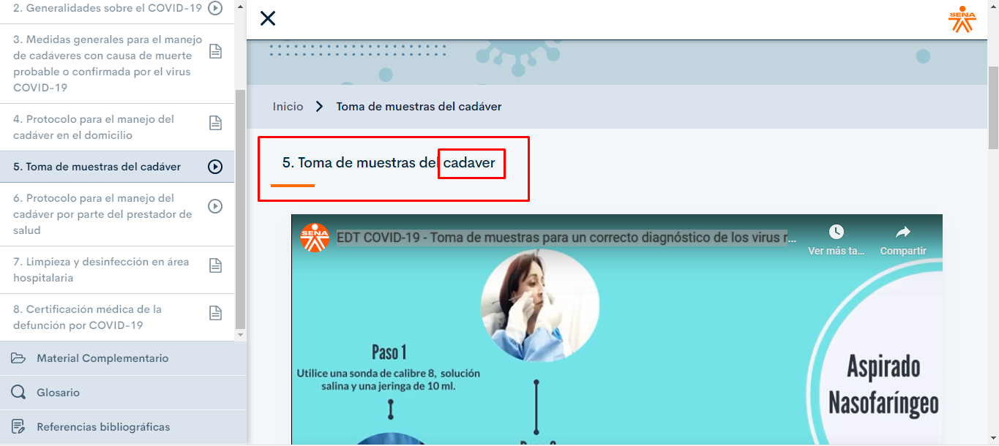 2. Generalidades sobre el COVID-19
3. Medidas generales para el manejo
de cadáveres con causa de muerte
probable o confirmada por el virus
COVID-19
4. Protocolo para el manejo del
cadáver en el domicilio
5. Toma de muestras del cadáver
6. Protocolo para el manejo del
cadáver por parte del prestador de
salud
7. Limpieza y desinfección en área
hospitalaria
8. Certificación médica de la
defunción por COVID-19
Material Complementario
Glosario
Referencias bibliográficas
SENA
Inicio
Toma de muestras del cadáver
5. Toma de muestras del cadaver
SENA
EDT COVID-19 - Toma de muestras para un correcto diagnóstico de los virus r...
Ver más ta...
Compartir
Paso 1
Utilice una sonda de calibre 8, solución
salina y una jeringa de 10 ml.
Aspirado
Nasofaríngeo